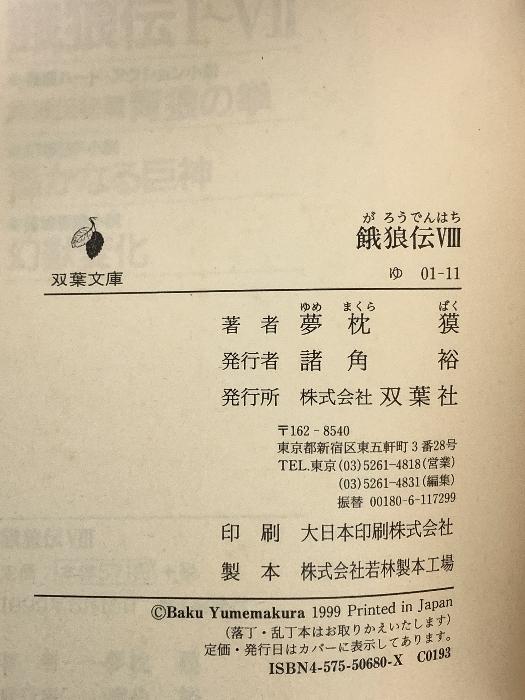 がろうでんはち
餓狼伝Ⅷ
ゆ 01-11
双葉文庫
ゆめ まくら ばく
著者 夢枕 獏
発行者 諸角 裕
発行所 株式会社 双葉社
〒162-8540
東京都新宿区東五軒町3番28号
TEL.東京(03)5261-4818(営業)
(03)5261-4831(編集)
振替 00180-6-117299
印刷 大日本印刷株式会社
製本 株式会社若林製本工場
©Baku Yumemakura 1999 Printed in Japan
(落丁・乱丁本はお取りかえいたします)
定価・発行日はカバーに表示してあります。
ISBN4-575-50680-X C0193